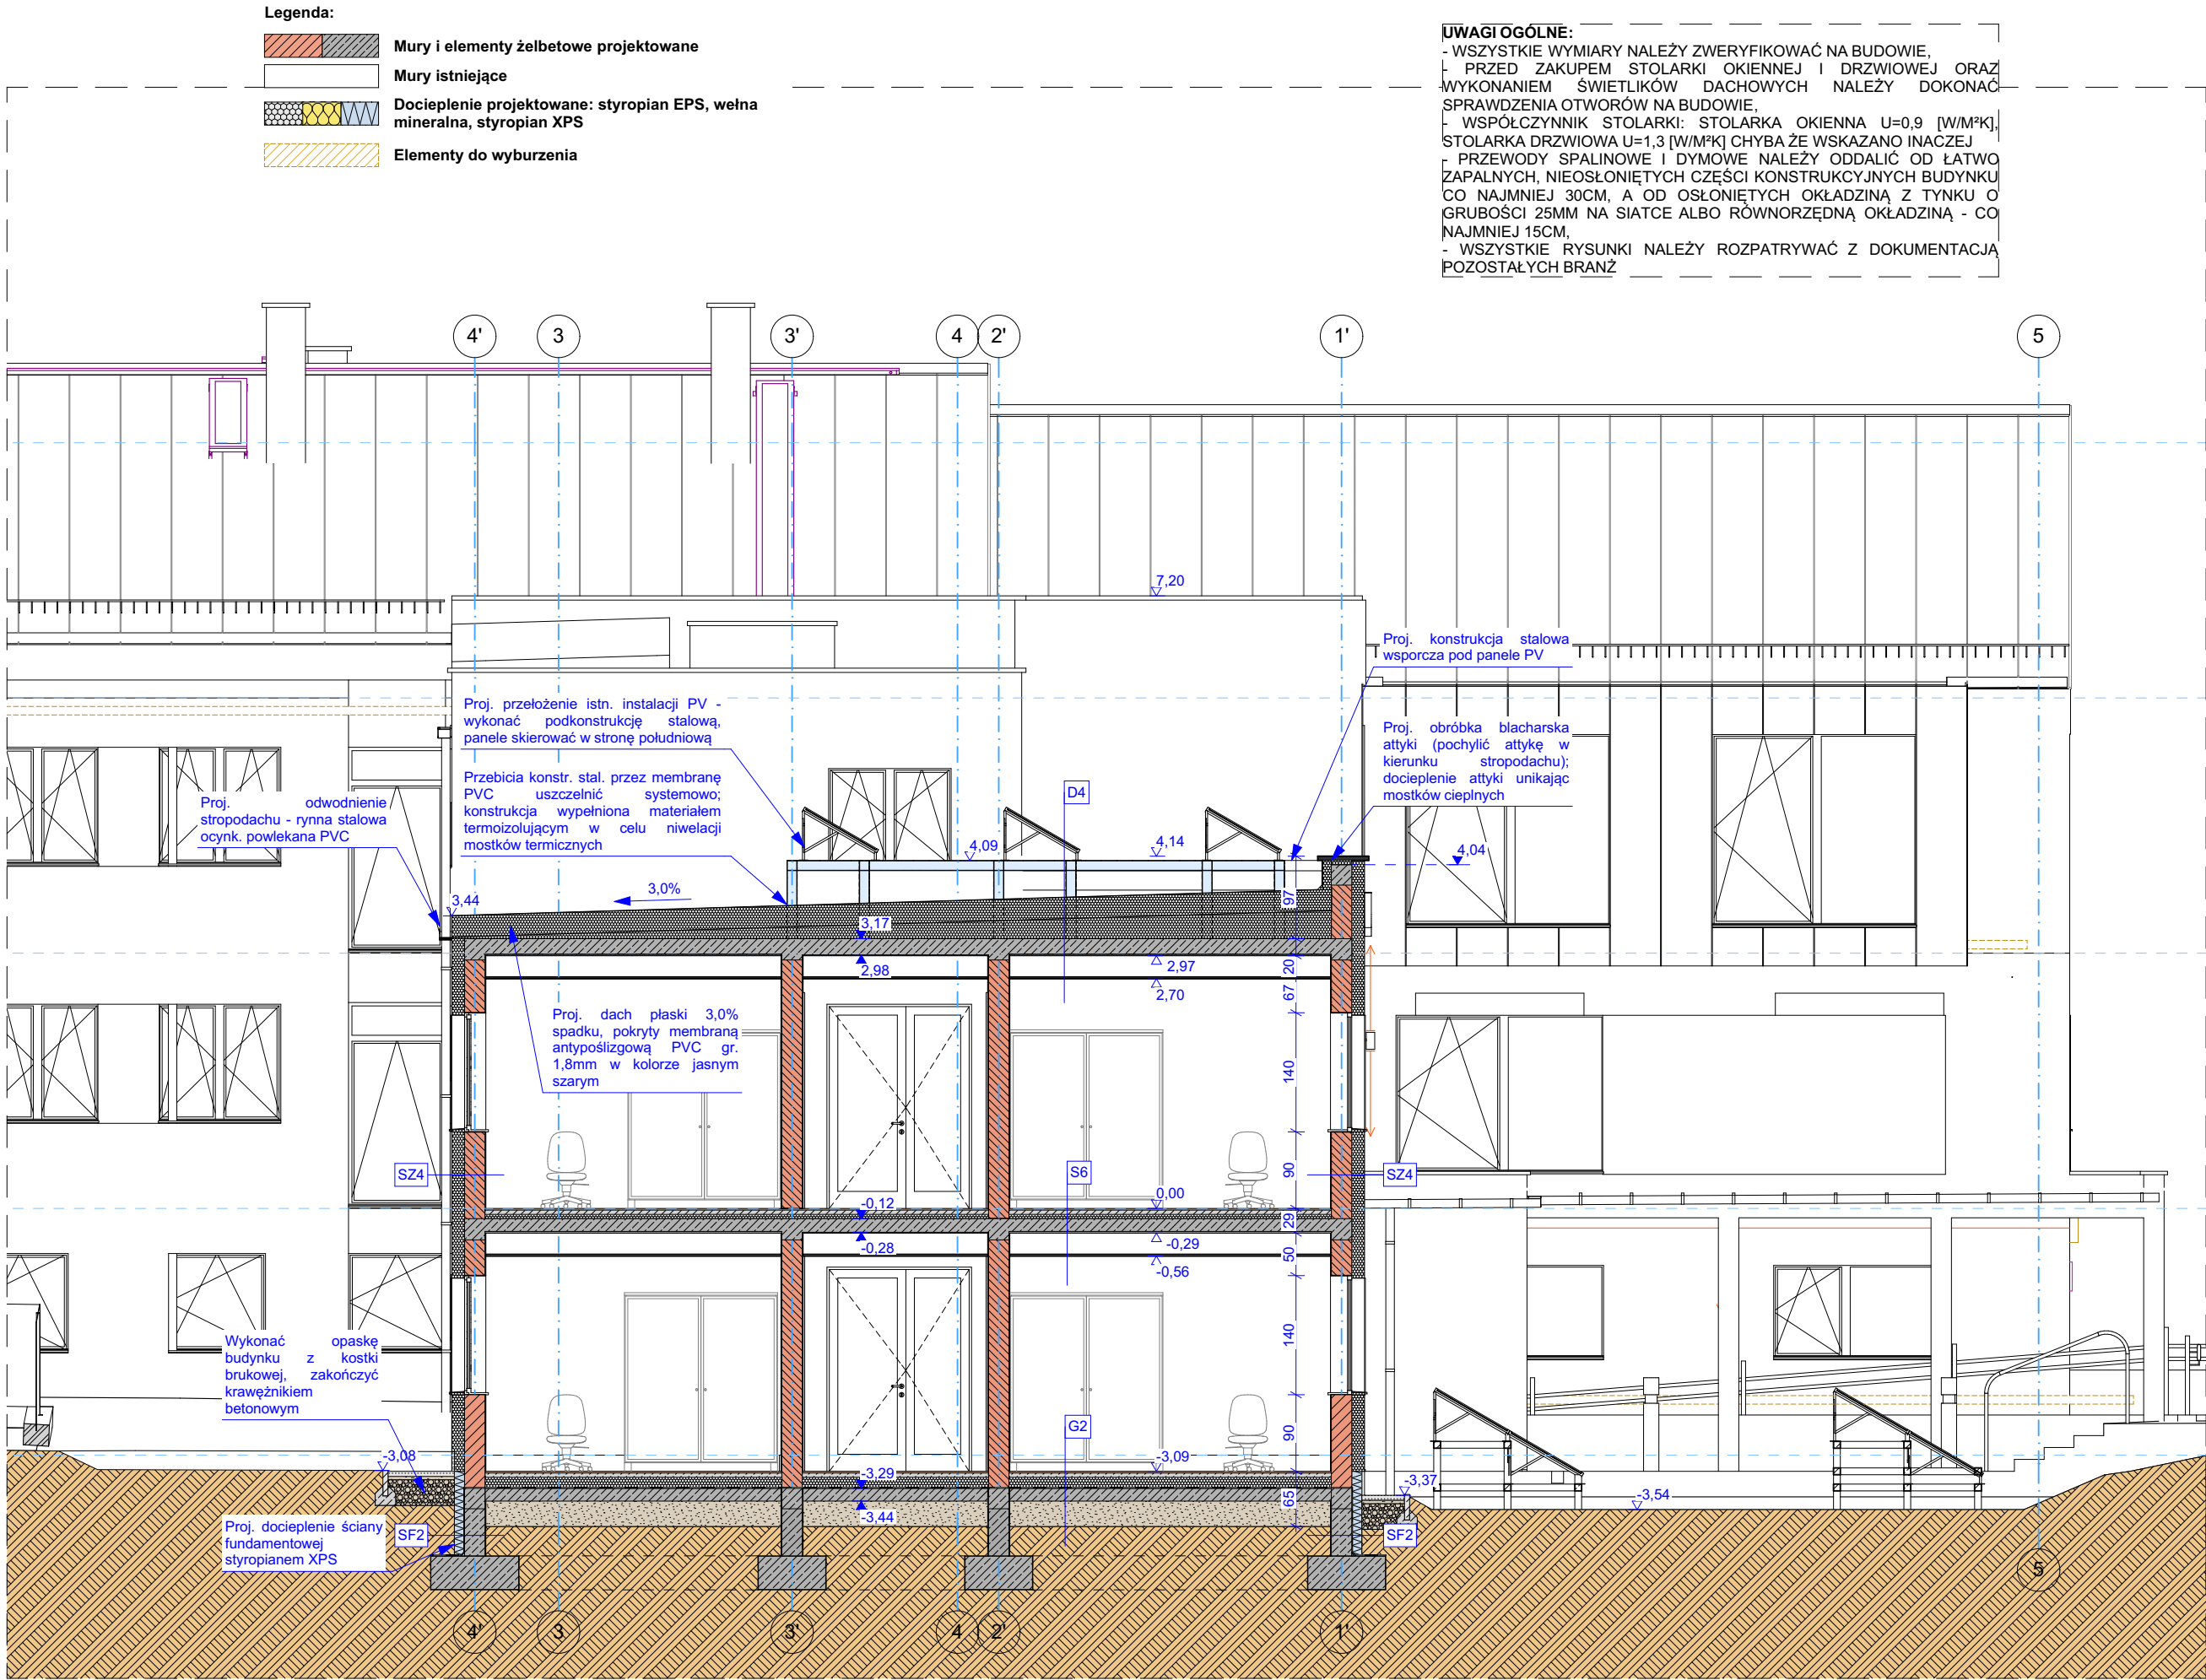 Legenda:
Mury i elementy żelbetowe projektowane
Mury istniejące
Docieplenie projektowane: styropian EPS, wełna
mineralna, styropian XPS
Elementy do wyburzenia
UWAGI OGÓLNE:
- WSZYSTKIE WYMIARY NALEŻY ZWERYFIKOWAĆ NA BUDOWIE,
- PRZED ZAKUPEM STOLARKI OKIENNEJ I DRZWIOWEJ ORAZ
WYKONANIEM ŚWIETLIKÓW DACHOWYCH NALEŻY DOKONAĆ
SPRAWDZENIA OTWORÓW NA BUDOWIE,
- WSPÓŁCZYNNIK STOLARKI: STOLARKA OKIENNA U=0,9 [W/M²K],
STOLARKA DRZWIOWA U=1,3 [W/M²K] CHYBA ŻE WSKAZANO INACZEJ
- PRZEWODY SPALINOWE I DYMOWE NALEŻY ODDALIĆ OD ŁATWO
ZAPALNYCH, NIEOSŁONIĘTYCH CZĘŚCI KONSTRUKCYJNYCH BUDYNKU
CO NAJMNIEJ 30CM, A OD OSŁONIĘTYCH OKŁADZINĄ Z TYNKU O
GRUBOŚCI 25MM NA SIATCE ALBO RÓWNORZĘDNĄ OKŁADZINĄ - CO
NAJMNIEJ 15CM,
- WSZYSTKIE RYSUNKI NALEŻY ROZPATRYWAĆ Z DOKUMENTACJĄ
POZOSTAŁYCH BRANŻ
4' 3 3' 4 2' 1' 5
7,20
Proj. konstrukcja stalowa
wsporcza pod panele PV
Proj. przełożenie istn. instalacji PV -
wykonać podkonstrukcję stalową,
panele skierować w stronę południową
Proj. obróbka blacharska
attyki (pochylić attykę w
kierunku stropodachu);
docieplenie attyki unikając
mostków cieplnych
Przebicia konstr. stal. przez membranę
PVC uszczelnić systemowo;
konstrukcja wypełniona materiałem
termoizolującym w celu niwelacji
mostków termicznych
Proj. odwodnienie
stropodachu - rynna stalowa
ocynk. powlekana PVC
D4
4,09
4,14
4,04
3,0%
3,44
97
3,17
2,98
2,97
20
2,70
67
Proj. dach płaski 3,0%
spadku, pokryty membraną
antypoślizgową PVC gr.
1,8mm w kolorze jasnym
szarym
140
SZ4
S6
90
SZ4
-0,12
0,00
29
-0,28
-0,29
50
-0,56
140
Wykonać opaskę
budynku z kostki
brukowej, zakończyć
krawężnikiem
betonowym
G2
90
-3,08
-3,29
-3,09
-3,37
-3,54
65
-3,44
Proj. docieplenie ściany
fundamentowej
styropianem XPS
SF2
SF2
5
4' 3 3' 4 2' 1'